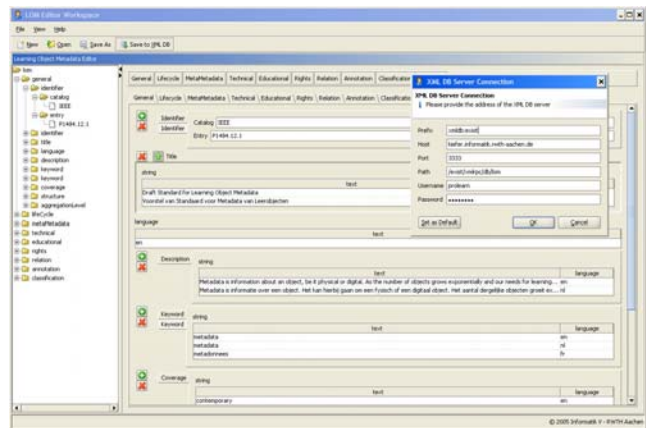 LOM Editor Workspace
File View Help
New Open Save As Save to XML DB
Learning Object Metadata Editor
lom
general
identifier
catalog
IEEE
entry
P1484.12.1
identifier
title
language
description
keyword
keyword
coverage
structure
aggregationLevel
lifeCycle
metaMetadata
technical
educational
rights
relation
annotation
classification
General Lifecycle MetaMetadata Technical Educational Rights Relation Annotation Classification
General Lifecycle MetaMetadata Technical Educational Rights Relation Annotation Classificatio
Identifier
Identifier
Catalog IEEE
Entry P1484.12.1
Title
string
text
Draft Standard for Learning Object Metadata
Voorstel van Standaard voor Metadata van Leerobjecten
language
text
en
Description
string
text language
Metadata is information about an object, be it physical or digital. As the number of objects grows exponentially and our needs for learning... en
Metadata is informatie over een object. Het kan hierbij gaan om een fysisch of een digitaal object. Het aantal dergelijke objecten groeit ex... nl
Keyword
Keyword
string
text language
metadata en
metadata nl
metadonnees fr
Coverage
string
text language
contemporary en
XML DB Server Connection
XML DB Server Connection
Please provide the address of the XML DB server
Prefix xmldb:exist
Host kiefer.informatik.rwth-aachen.de
Port 3333
Username prolearn
Password ********
Set as Default OK Cancel
© 2005 Informatik V - RWTH Aachen